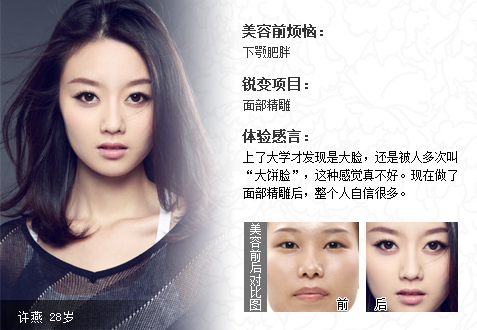 美容前烦恼：
下颚肥胖
锐变项目：
面部精雕
体验感言：
上了大学才发现是大脸，还是被人多次叫
“大饼脸”，这种感觉真不好。现在做了
面部精雕后，整个人自信很多。
美容前后对比图
前
后
许燕 28岁